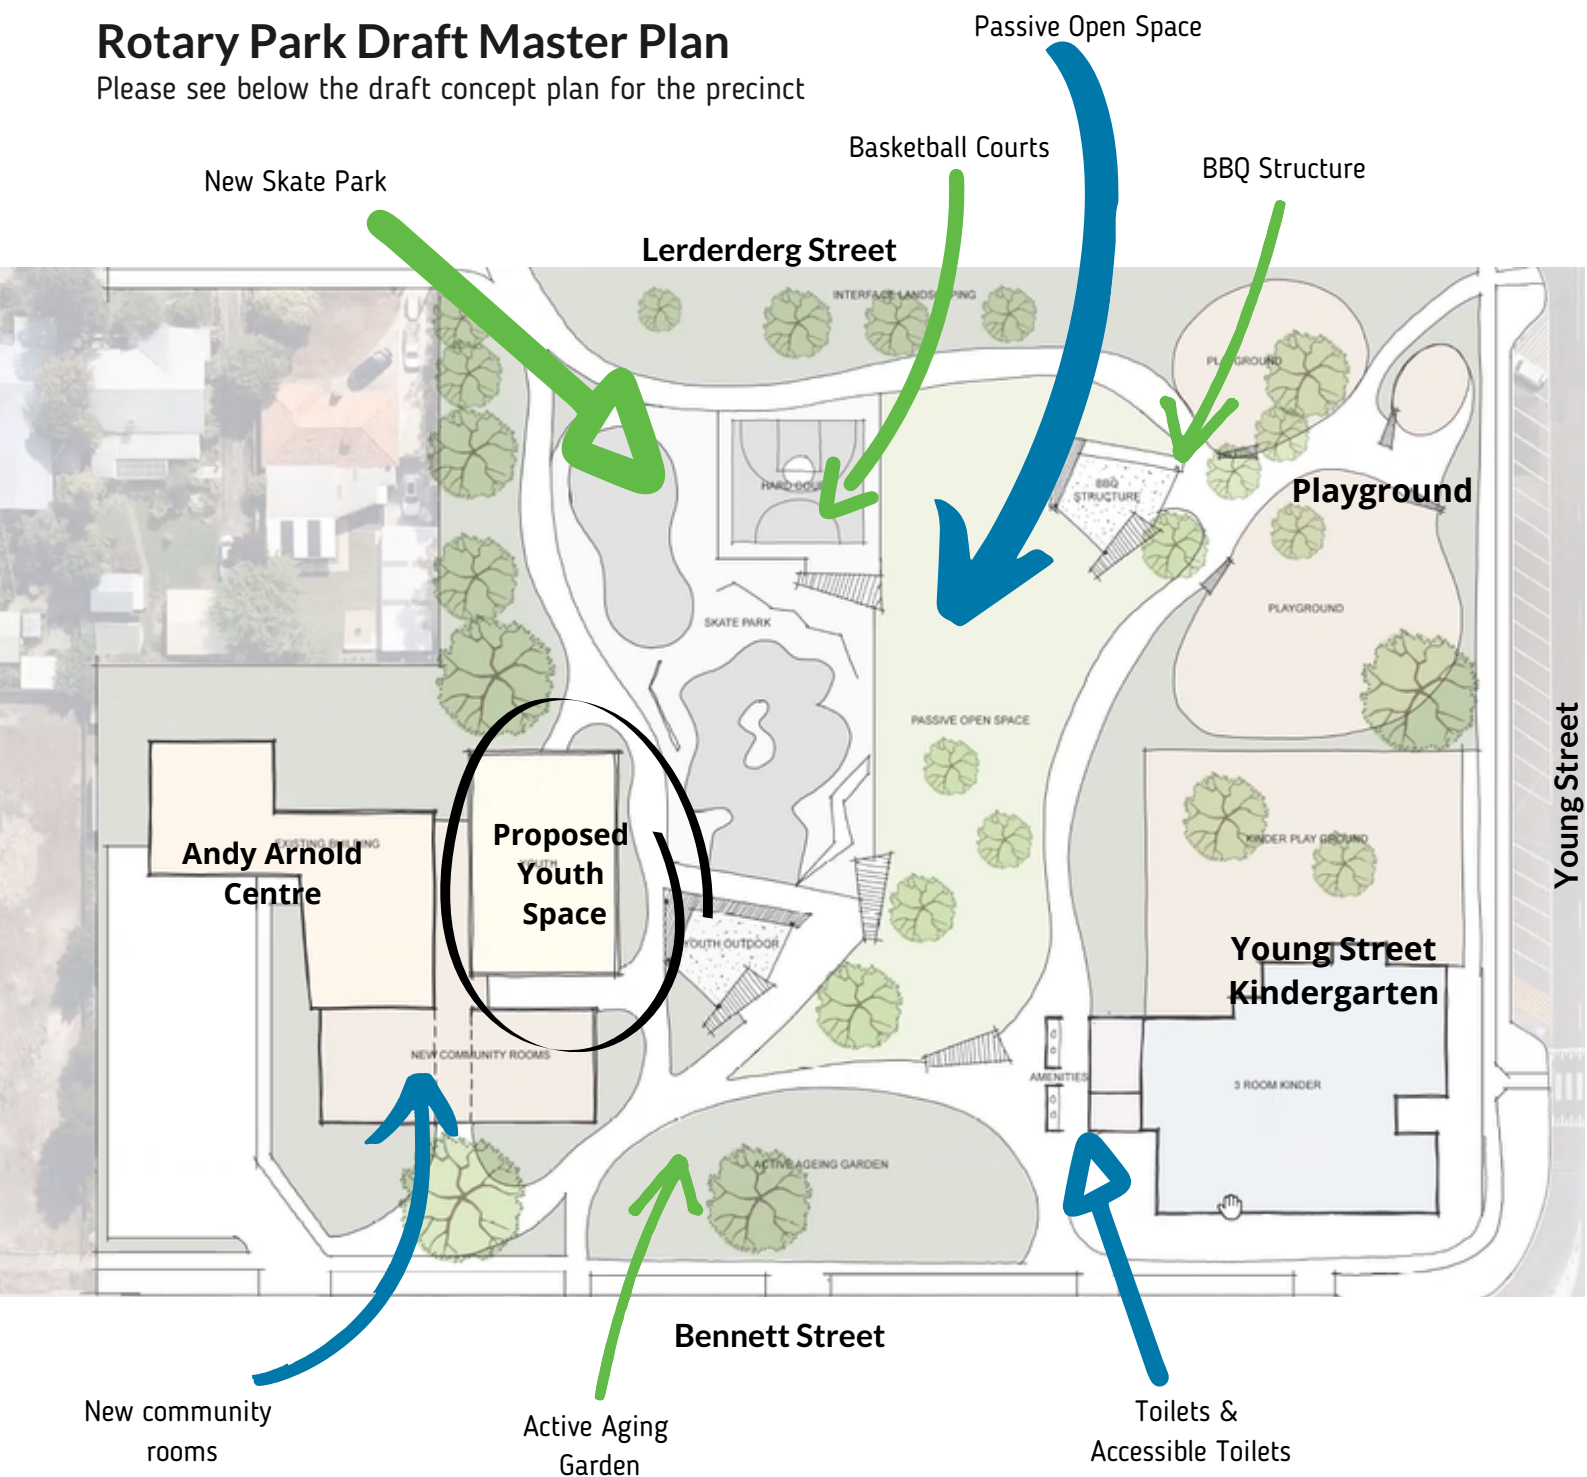 Rotary Park Draft Master Plan
Please see below the draft concept plan for the precinct
Passive Open Space
Basketball Courts
BBQ Structure
New Skate Park
Lerderderg Street
INTERFACE LANDSCAPING
PLAYGROUND
HARD COURT
BBQ
STRUCTURE
Playground
PLAYGROUND
SKATE PARK
PASSIVE OPEN SPACE
Young Street
EXISTING BUILDING
Andy Arnold
Centre
YOUTH
Proposed
Youth
Space
KINDER PLAY GROUND
YOUTH OUTDOOR
Young Street
Kindergarten
NEW COMMUNITY ROOMS
AMENITIES
3 ROOM KINDER
ACTIVE AGEING GARDEN
Bennett Street
New community
rooms
Active Aging
Garden
Toilets &
Accessible Toilets